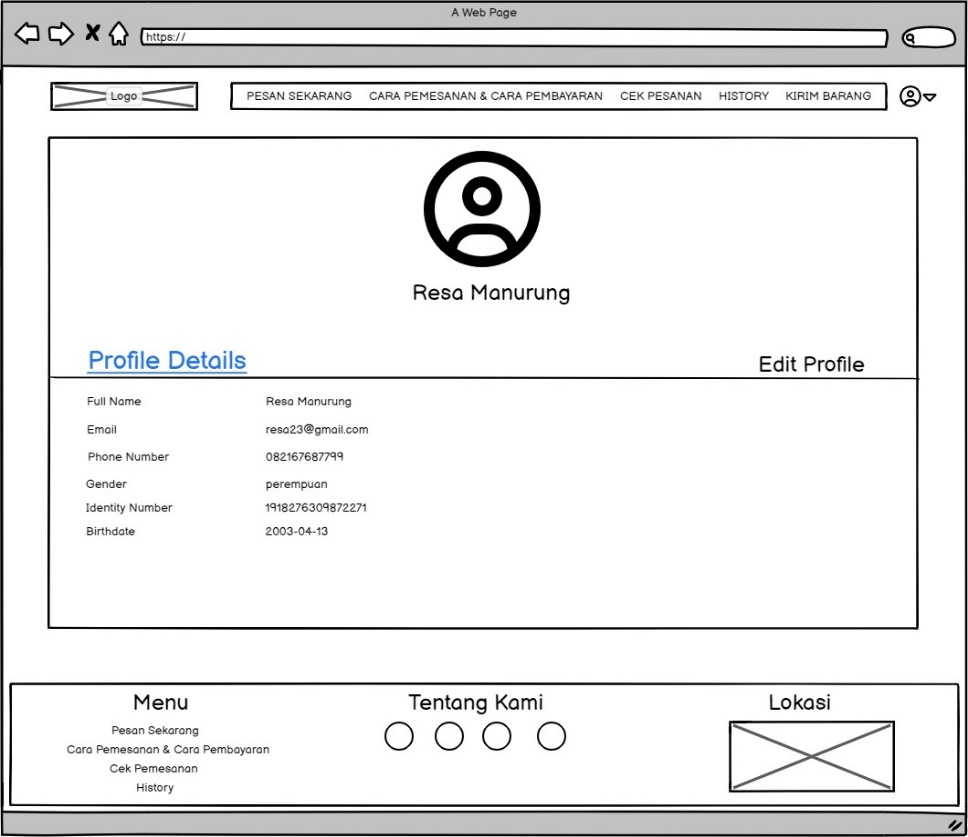 A Web Page
https://
Logo
PESAN SEKARANG CARA PEMESANAN & CARA PEMBAYARAN CEK PESANAN HISTORY KIRIM BARANG
Resa Manurung
Profile Details Edit Profile
Full Name Resa Manurung
Email resa23@gmail.com
Phone Number 082167687799
Gender perempuan
Identity Number 1918276309872271
Birthdate 2003-04-13
Menu Tentang Kami Lokasi
Pesan Sekarang
Cara Pemesanan & Cara Pembayaran
Cek Pemesanan
History